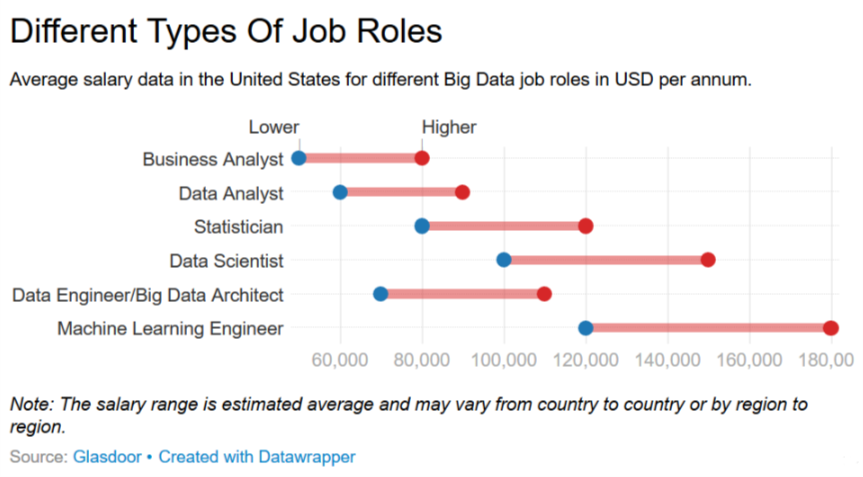 Different Types Of Job Roles
Average salary data in the United States for different Big Data job roles in USD per annum.
Lower Higher
Business Analyst
Data Analyst
Statistician
Data Scientist
Data Engineer/Big Data Architect
Machine Learning Engineer
60,000 80,000 100,000 120,000 140,000 160,000 180,00
Note: The salary range is estimated average and may vary from country to country or by region to
region.
Source: Glasdoor • Created with Datawrapper